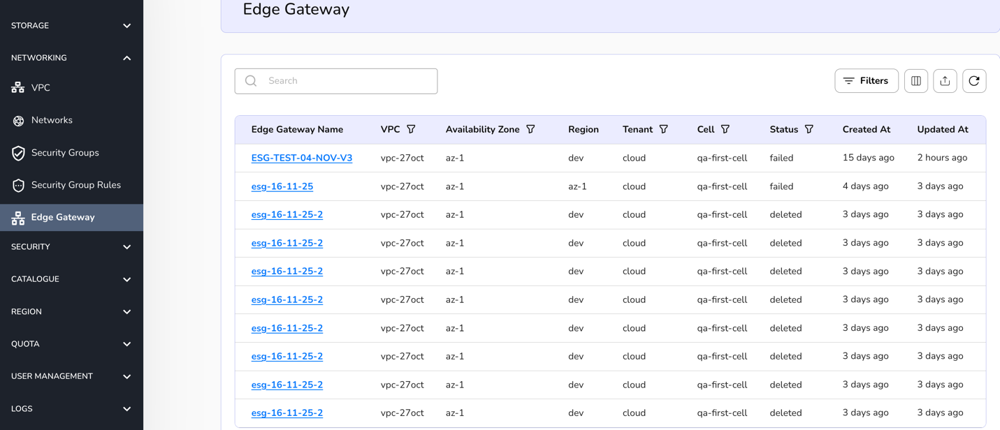 Edge Gateway
STORAGE
NETWORKING
VPC
Networks
Security Groups
Security Group Rules
Edge Gateway
SECURITY
CATALOGUE
REGION
QUOTA
USER MANAGEMENT
LOGS
Search
Filters
Edge Gateway Name VPC Availability Zone Region Tenant Cell Status Created At Updated At
ESG-TEST-04-NOV-V3 vpc-27oct az-1 dev cloud qa-first-cell failed 15 days ago 2 hours ago
esg-16-11-25 vpc-27oct az-1 az-1 cloud qa-first-cell failed 4 days ago 3 days ago
esg-16-11-25-2 vpc-27oct az-1 dev cloud qa-first-cell deleted 3 days ago 3 days ago
esg-16-11-25-2 vpc-27oct az-1 dev cloud qa-first-cell deleted 3 days ago 3 days ago
esg-16-11-25-2 vpc-27oct az-1 dev cloud qa-first-cell deleted 3 days ago 3 days ago
esg-16-11-25-2 vpc-27oct az-1 dev cloud qa-first-cell deleted 3 days ago 3 days ago
esg-16-11-25-2 vpc-27oct az-1 dev cloud qa-first-cell deleted 3 days ago 3 days ago
esg-16-11-25-2 vpc-27oct az-1 dev cloud qa-first-cell deleted 3 days ago 3 days ago
esg-16-11-25-2 vpc-27oct az-1 dev cloud qa-first-cell deleted 3 days ago 3 days ago
esg-16-11-25-2 vpc-27oct az-1 dev cloud qa-first-cell deleted 3 days ago 3 days ago